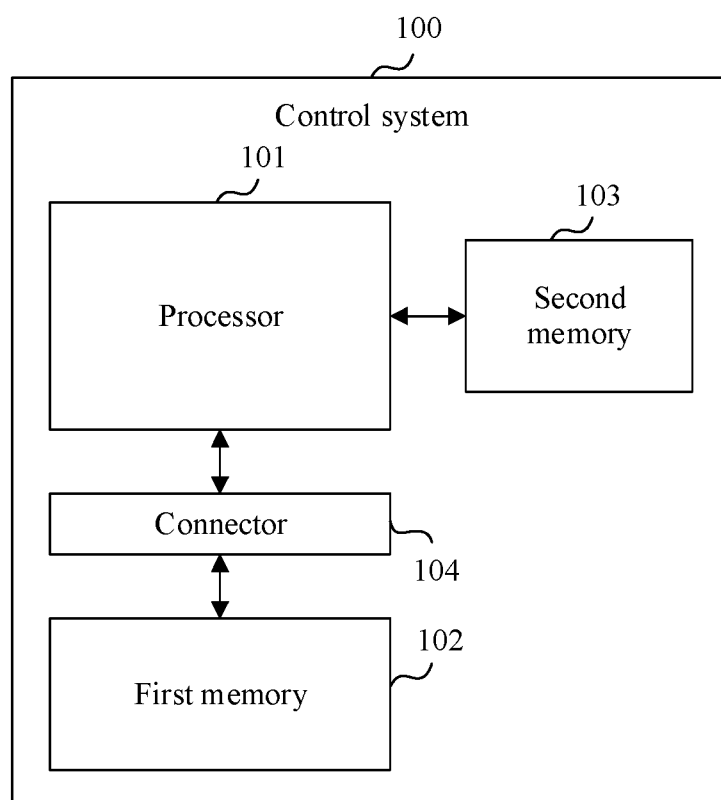 100
Control system
101
103
Processor
Second
memory
Connector
104
102
First memory